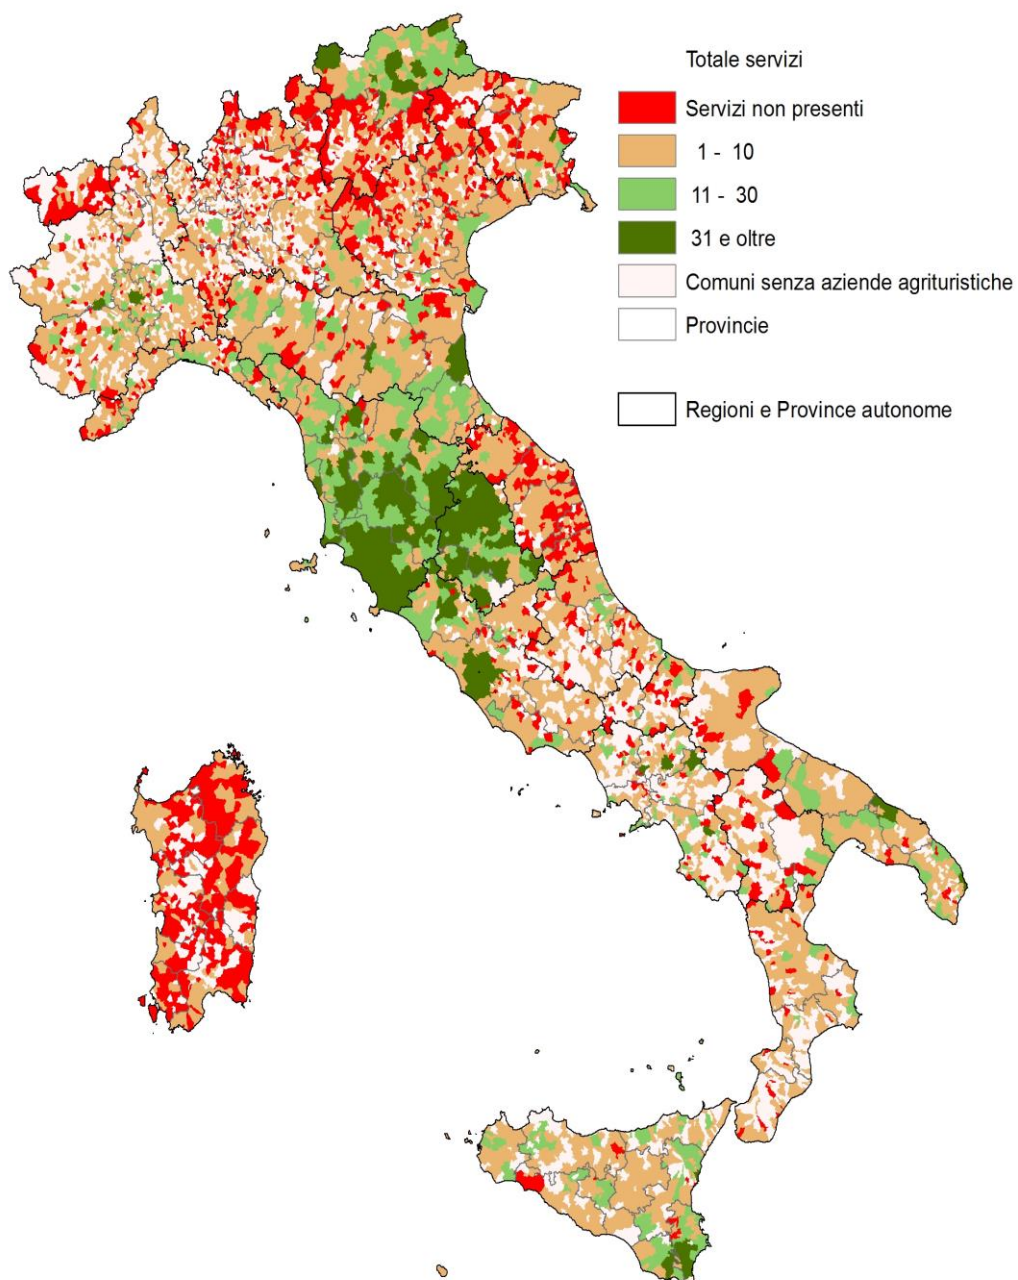 Totale servizi
Servizi non presenti
1 - 10
11 - 30
31 e oltre
Comuni senza aziende agrituristiche
Provincie
Regioni e Province autonome